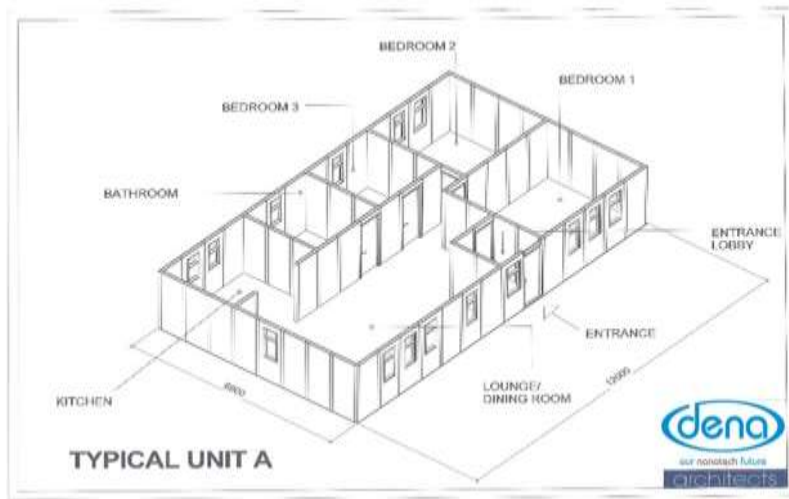 BEDROOM 2
BEDROOM 1
BEDROOM 3
BATHROOM
ENTRANCE
LOBBY
ENTRANCE
LOUNGE/
DINING ROOM
KITCHEN
12000
TYPICAL UNIT A
dena
our nanotech future
architects